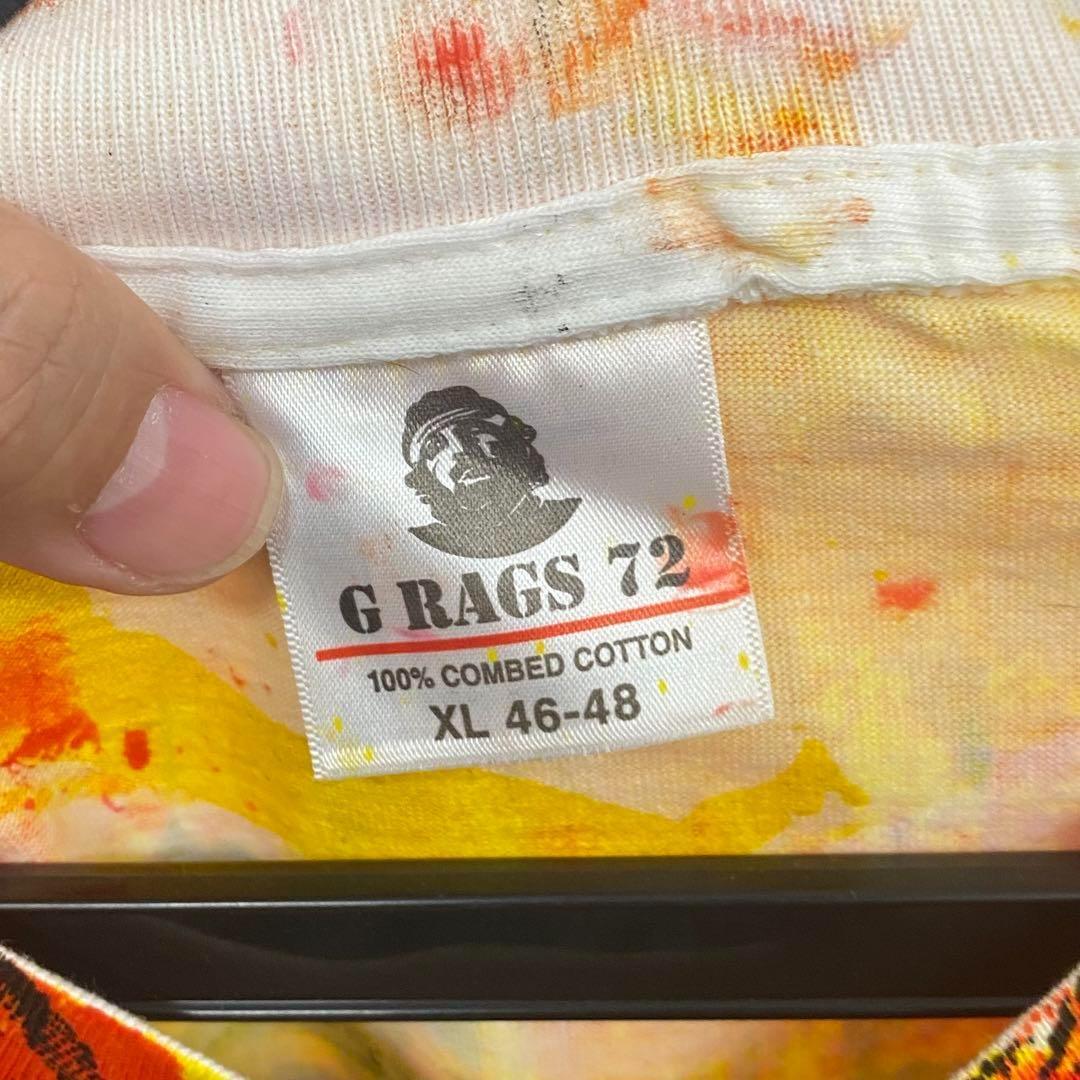 G RAGS 72
100% COMBED COTTON
XL 46-48